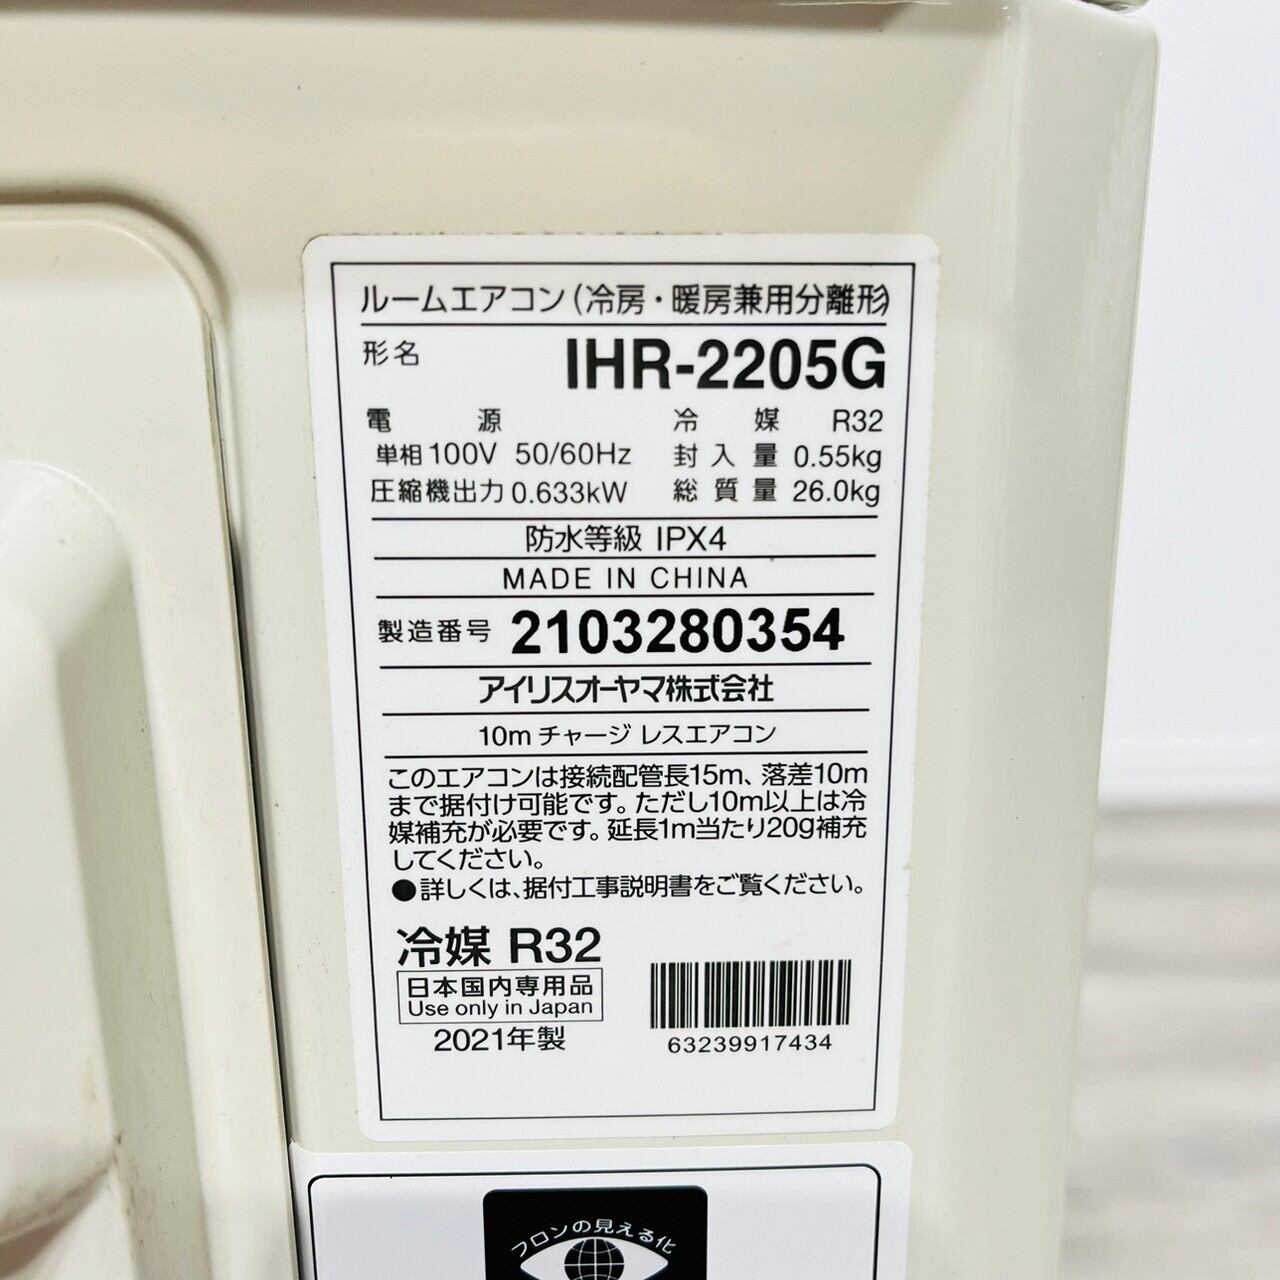 ルームエアコン(冷房・暖房兼用分離形)
形名 IHR-2205G
電源 冷媒 R32
単相100V 50/60Hz 封入量 0.55kg
圧縮機出力 0.633kW 総質量 26.0kg
防水等級 IPX4
MADE IN CHINA
製造番号 2103280354
アイリスオーヤマ株式会社
10mチャージレスエアコン
このエアコンは接続配管長15m、落差10m
まで据付け可能です。ただし10m以上は冷
媒補充が必要です。延長1m当たり20g補充
してください。
●詳しくは、据付工事説明書をご覧ください。
冷媒 R32
日本国内専用品
Use only in Japan
2021年製
63239917434
フロンの見える化